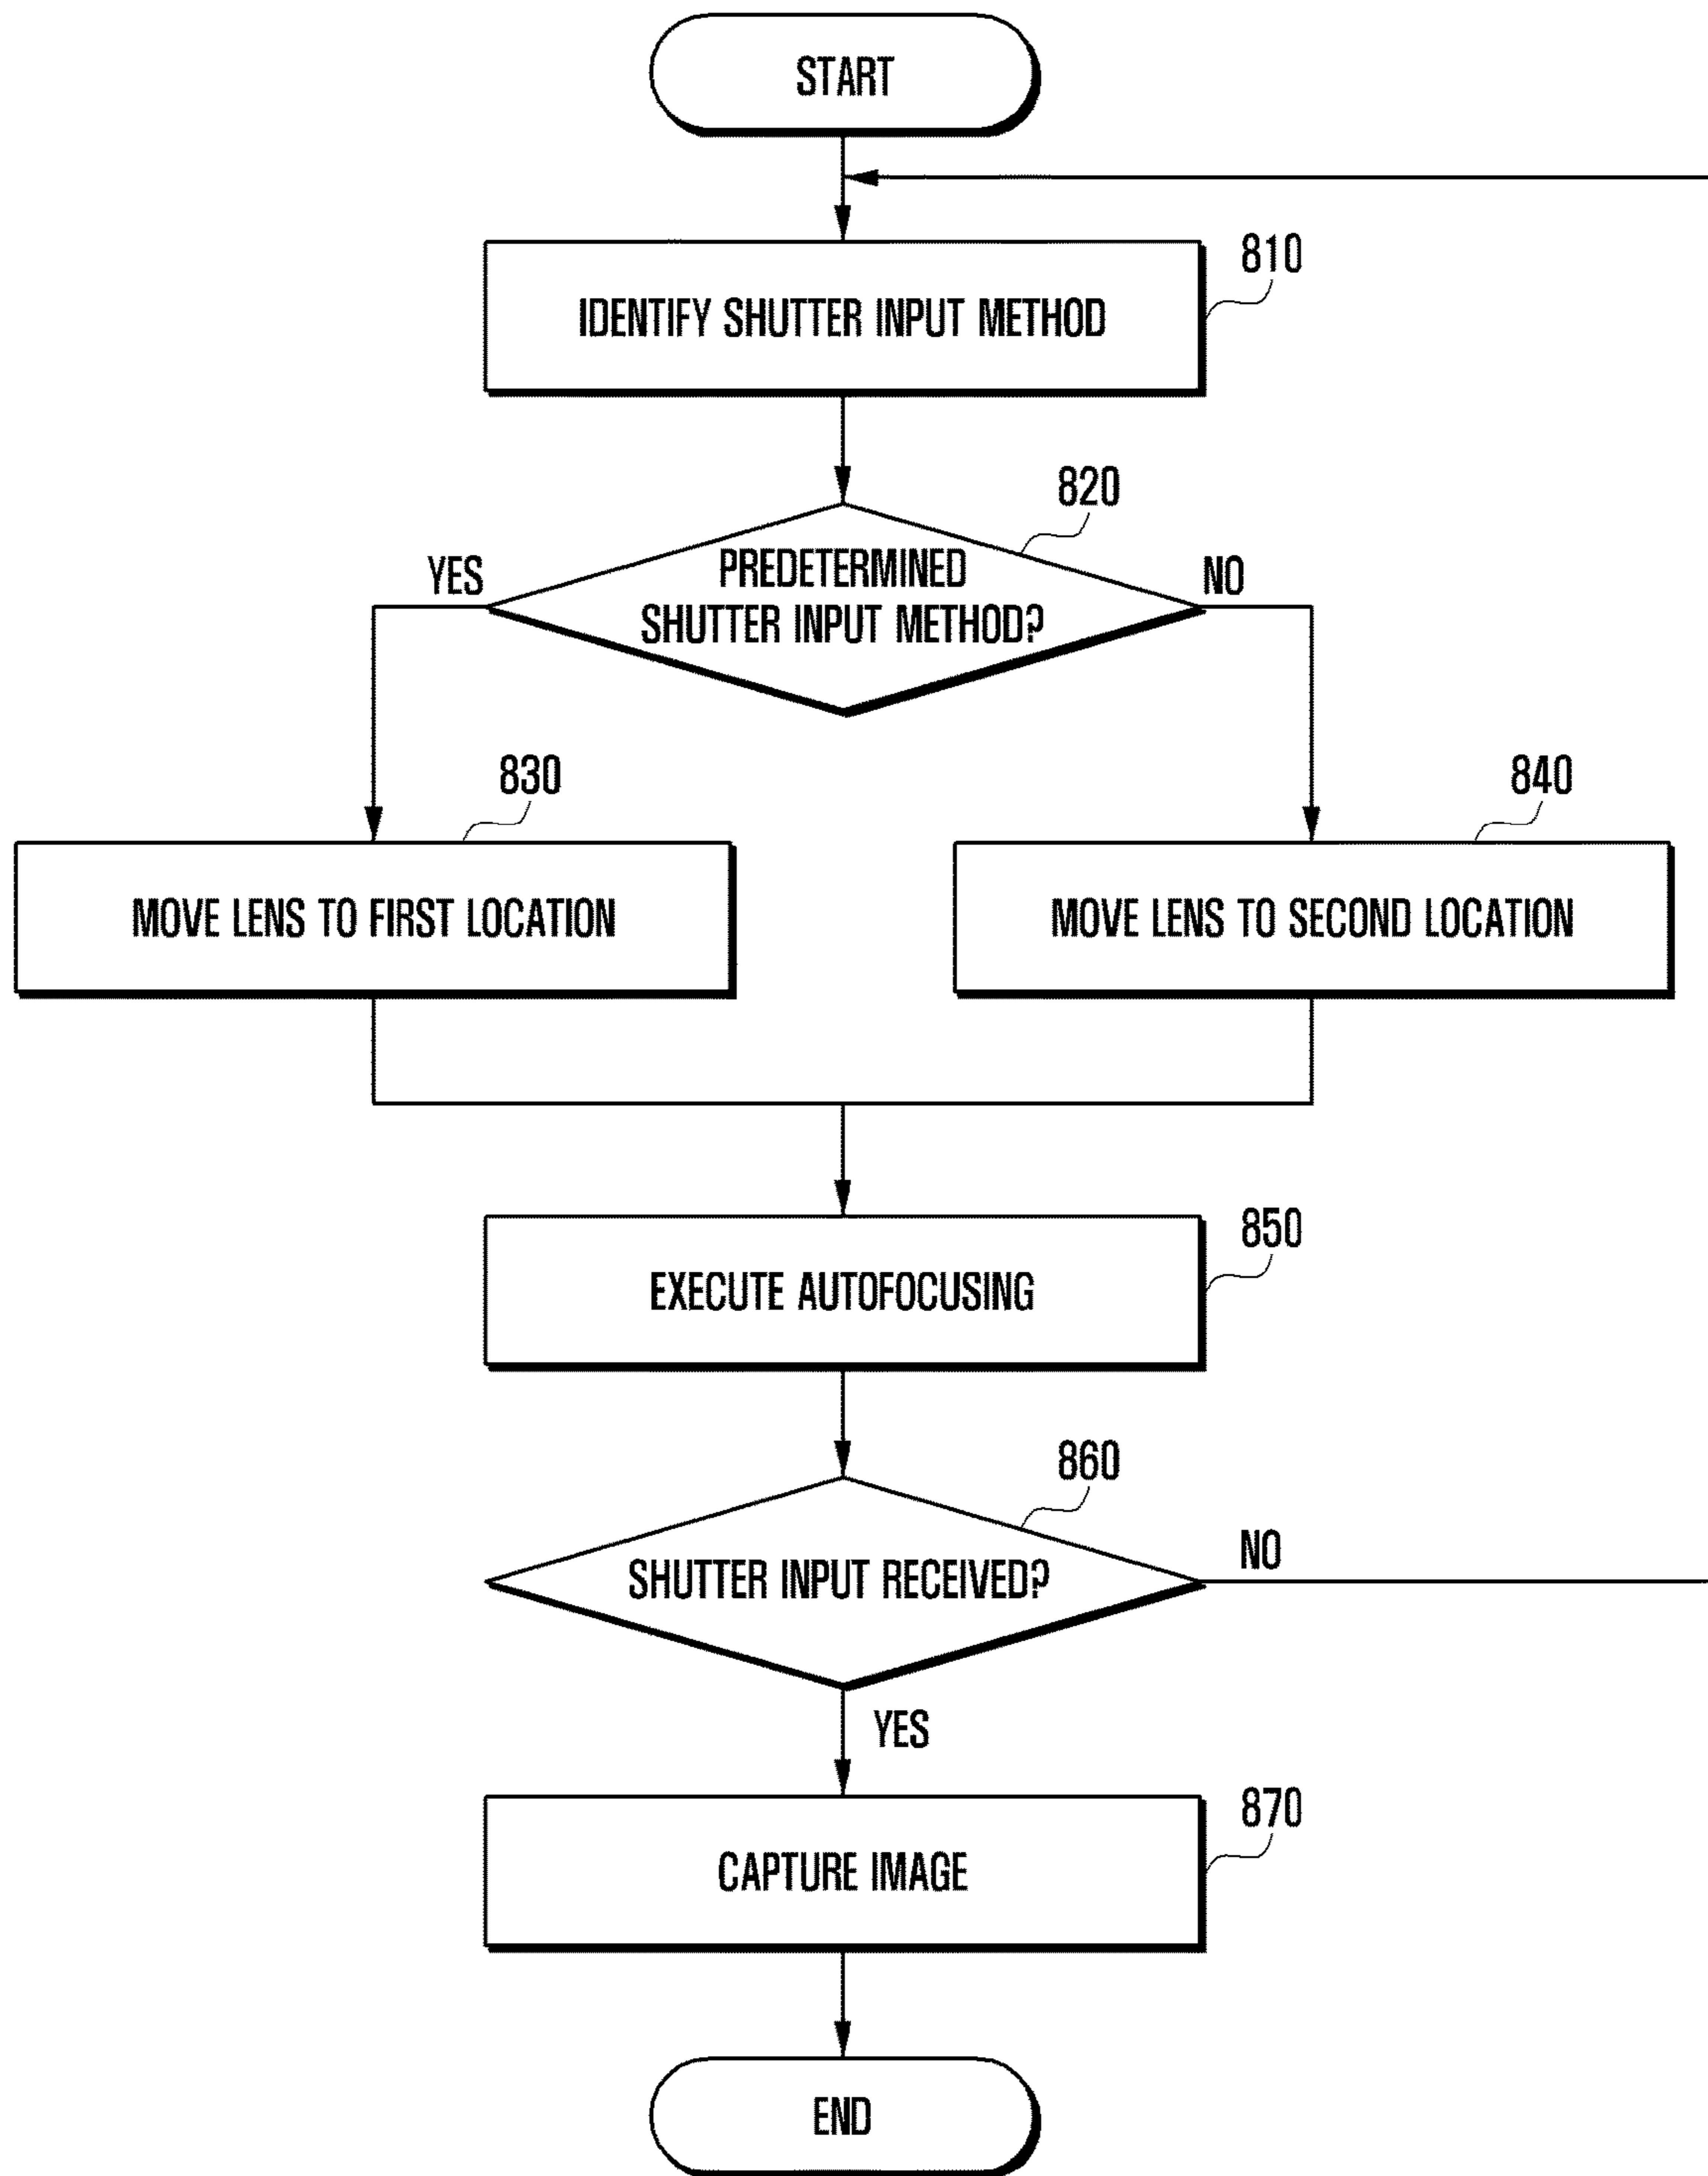 START
810
IDENTIFY SHUTTER INPUT METHOD
820
YES
PREDETERMINED
SHUTTER INPUT METHOD?
NO
830
840
MOVE LENS TO FIRST LOCATION
MOVE LENS TO SECOND LOCATION
850
EXECUTE AUTOFOCUSING
860
SHUTTER INPUT RECEIVED?
NO
YES
870
CAPTURE IMAGE
END